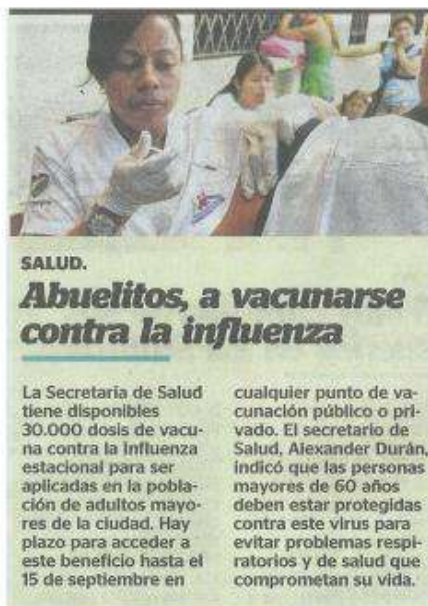 SALUD.
Abuelitos, a vacunarse
contra la influenza
La Secretaría de Salud
tiene disponibles
30.000 dosis de vacu-
na contra la Influenza
estacional para ser
aplicadas en la pobla-
ción de adultos mayo-
res de la ciudad. Hay
plazo para acceder a
este beneficio hasta el
15 de septiembre en
cualquier punto de va-
cunación público o pri-
vado. El secretario de
Salud, Alexander Durán,
indicó que las personas
mayores de 60 años
deben estar protegidas
contra este virus para
evitar problemas respi-
ratorios y de salud que
comprometan su vida.